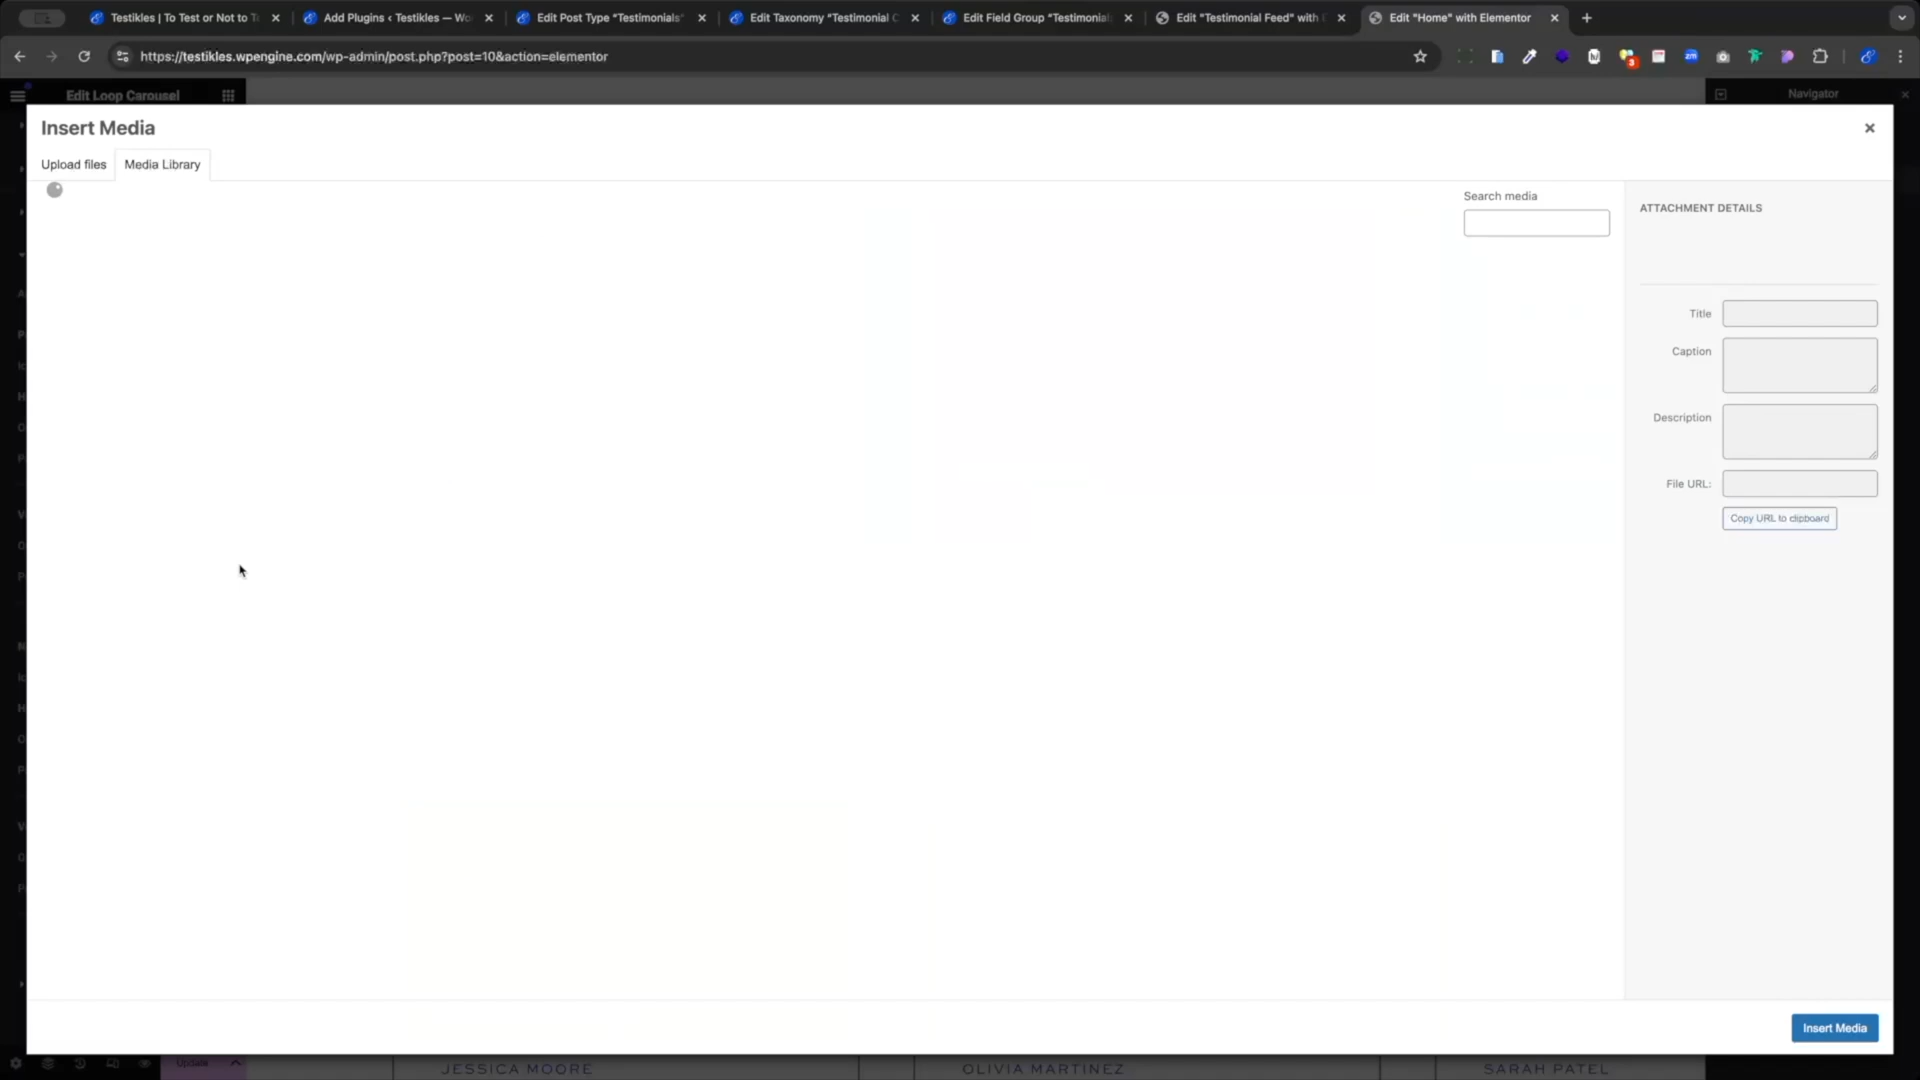 Testikles | To Test or Not to Te
Add Plugins ‹ Testikles — Wo
Edit Post Type "Testimonials"
Edit Taxonomy "Testimonial C
Edit Field Group "Testimonial
Edit "Testimonial Feed" with E
Edit "Home" with Elementor
https://testikles.wpengine.com/wp-admin/post.php?post=10&action=elementor
3
Edit Loop Carousel
Navigator
Insert Media
Upload files
Media Library
Search media
ATTACHMENT DETAILS
Title
Caption
Description
File URL:
Copy URL to clipboard
Insert Media
Update
JESSICA MOORE
OLIVIA MARTINEZ
SARAH PATEL